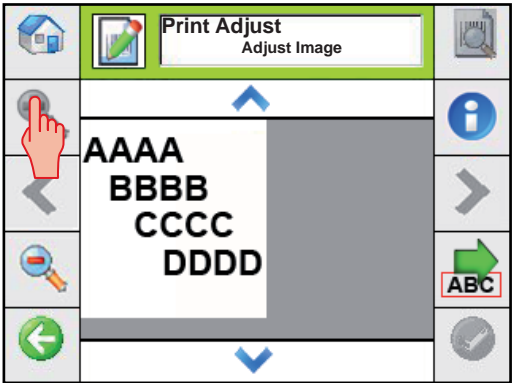 Print Adjust
Adjust Image
AAAA
BBBB
CCCC
DDDD
ABC